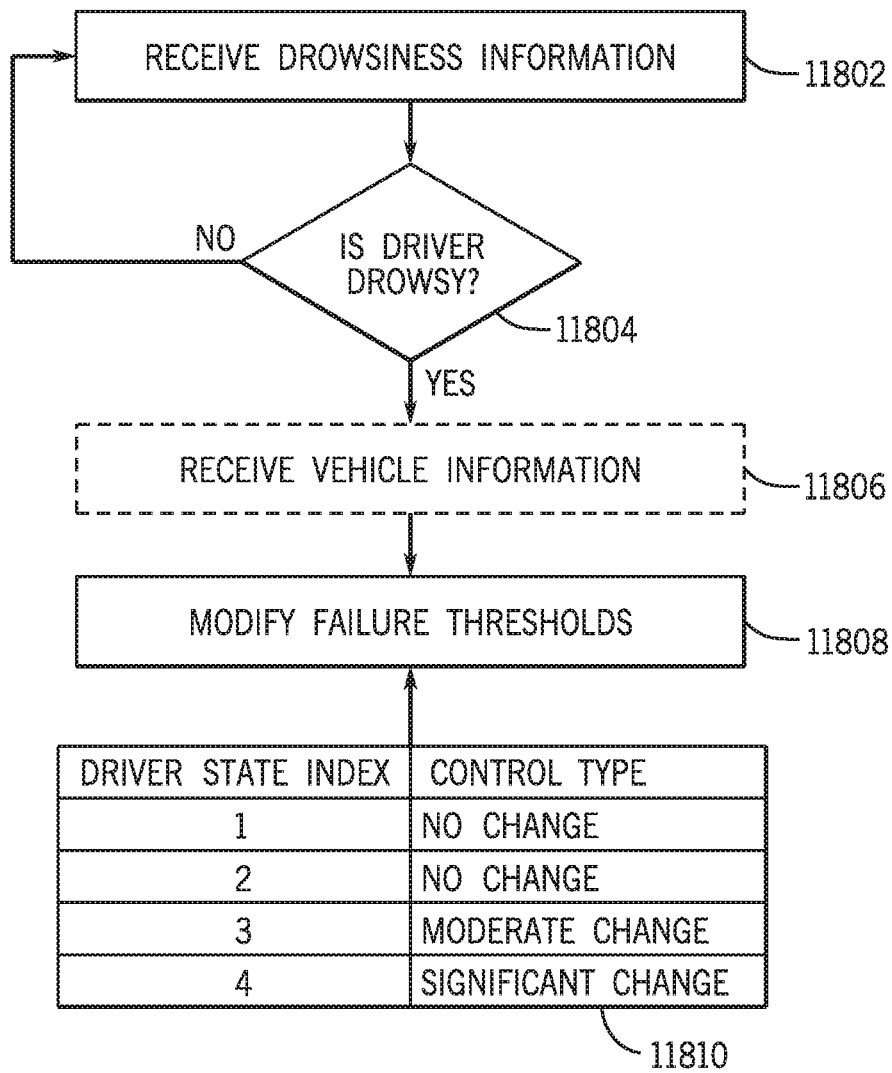 RECEIVE DROWSINESS INFORMATION
11802
NO
IS DRIVER
DROWSY?
11804
YES
RECEIVE VEHICLE INFORMATION
11806
MODIFY FAILURE THRESHOLDS
11808
DRIVER STATE INDEX CONTROL TYPE
1 NO CHANGE
2 NO CHANGE
3 MODERATE CHANGE
4 SIGNIFICANT CHANGE
11810